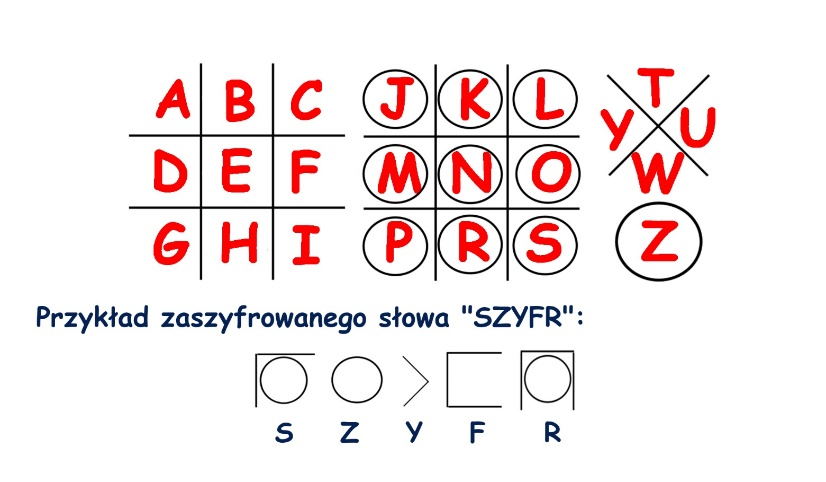 A B C J K L T
Y U
D E F M N O W
G H I P R S Z
Przykład zaszyfrowanego słowa "SZYFR":
S Z Y F R